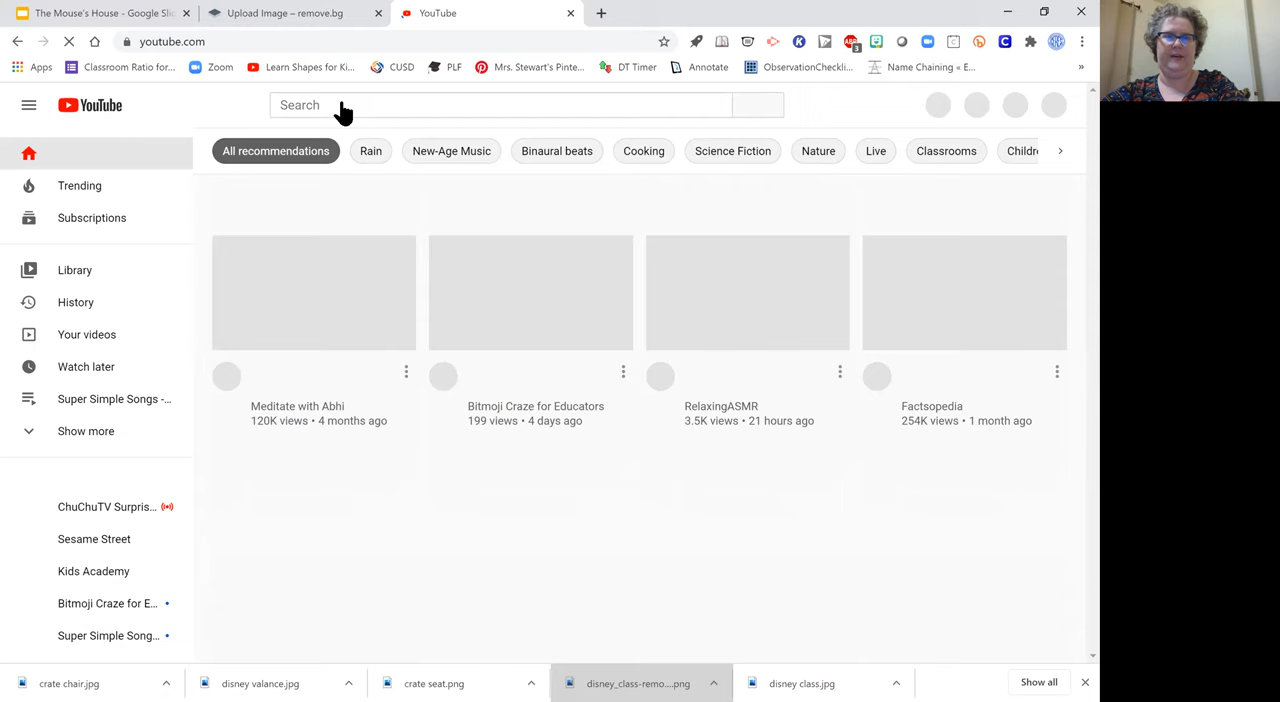 The Mouse's House - Google Slic
Upload Image – remove.bg
YouTube
youtube.com
3
Apps
Classroom Ratio for...
Zoom
Learn Shapes for Ki...
CUSD
PLF
Mrs. Stewart's Pinte...
DT Timer
Annotate
ObservationCheckli...
Name Chaining « E...
»
YouTube
Search
All recommendations
Rain
New-Age Music
Binaural beats
Cooking
Science Fiction
Nature
Live
Classrooms
Childre
Trending
Subscriptions
Library
History
Your videos
Watch later
Super Simple Songs -...
Show more
Meditate with Abhi
120K views • 4 months ago
Bitmoji Craze for Educators
199 views • 4 days ago
RelaxingASMR
3.5K views • 21 hours ago
Factsopedia
254K views • 1 month ago
ChuChuTV Surpris...
Sesame Street
Kids Academy
Bitmoji Craze for E...
Super Simple Song...
crate chair.jpg
disney valance.jpg
crate seat.png
disney_class-remo....png
disney class.jpg
Show all